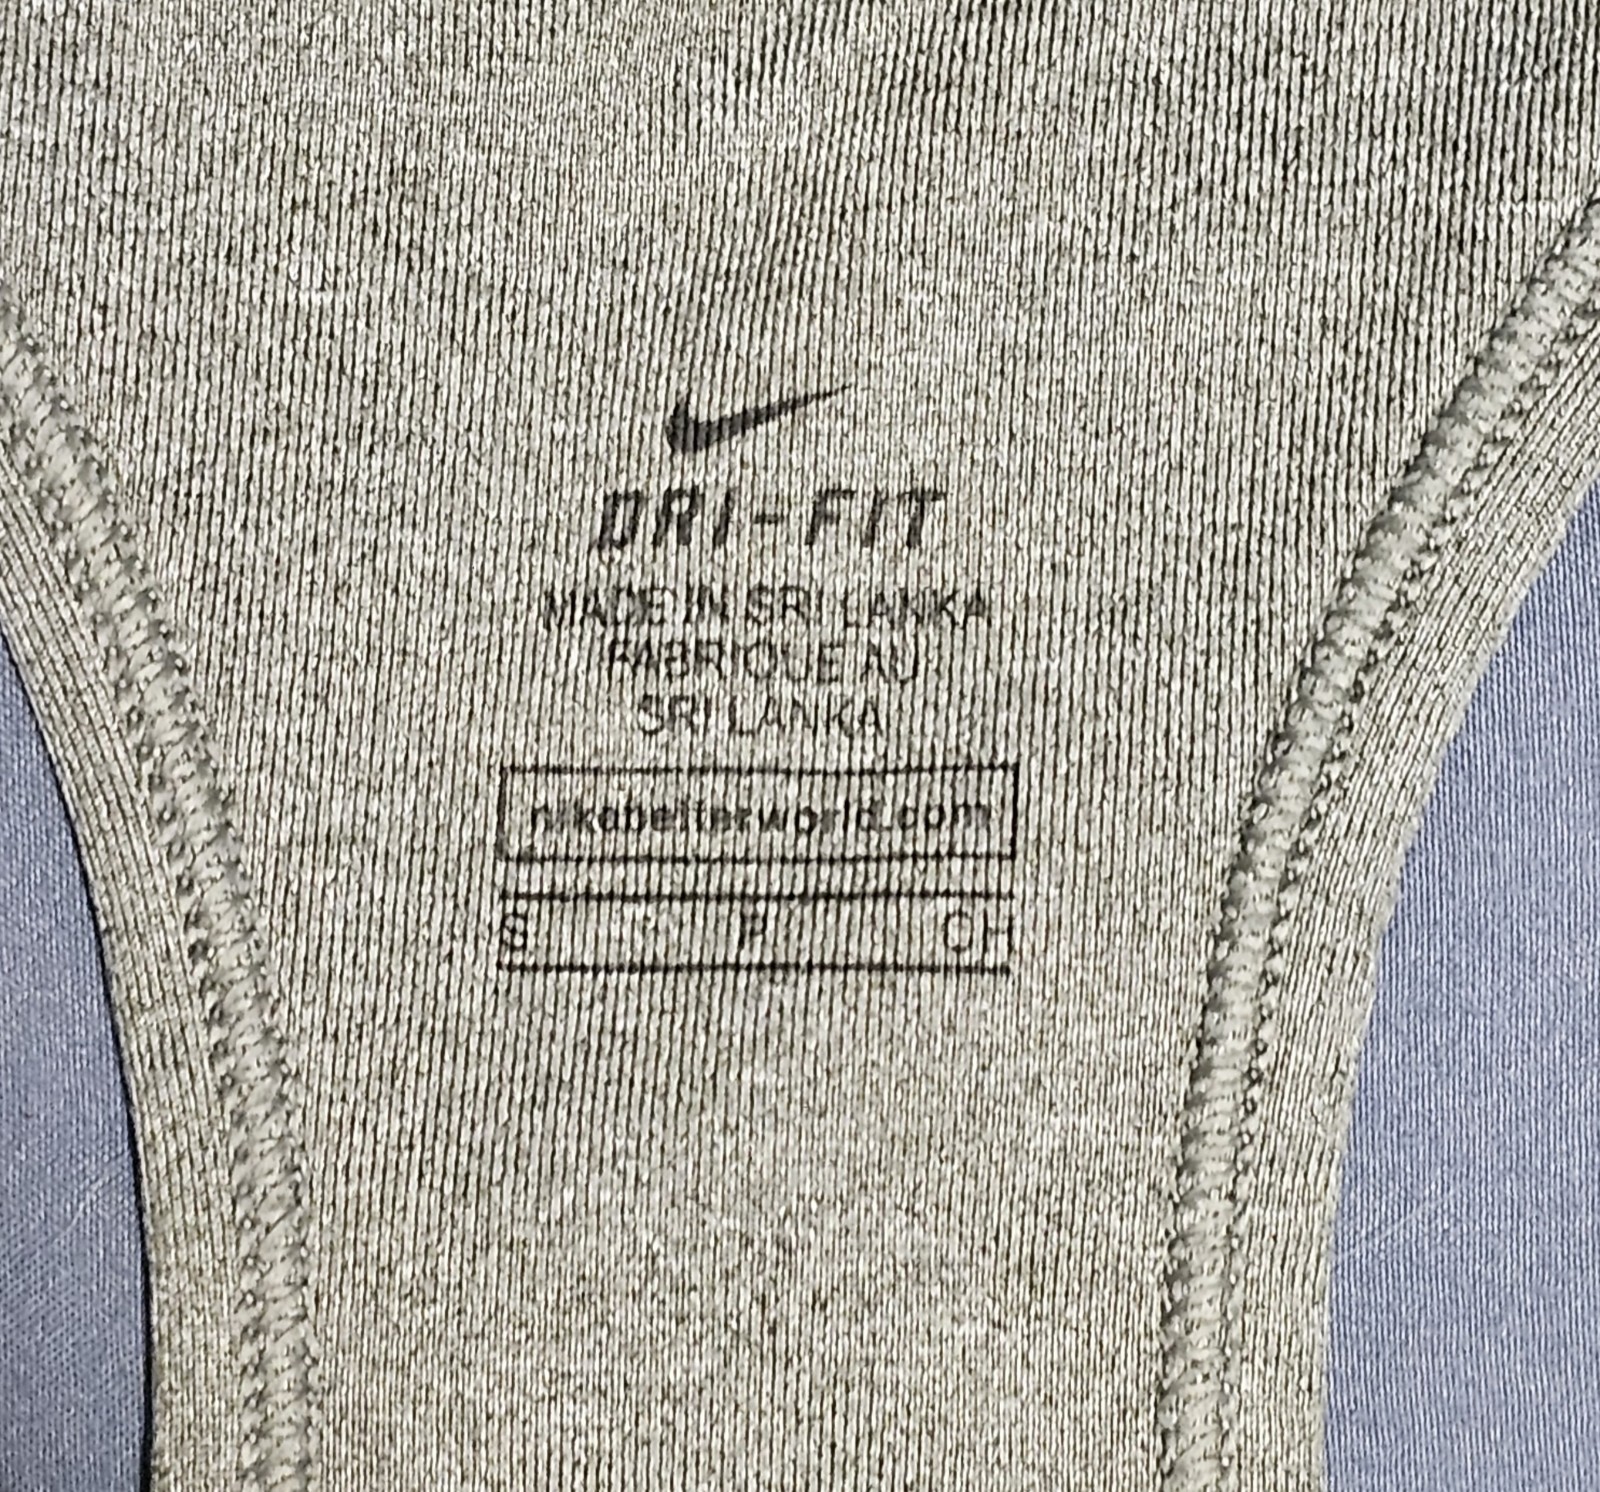 DRI-FIT
MADE IN SRI LANKA
FABRIQUE AU
SRI LANKA
nikebetterworld.com
S P CH